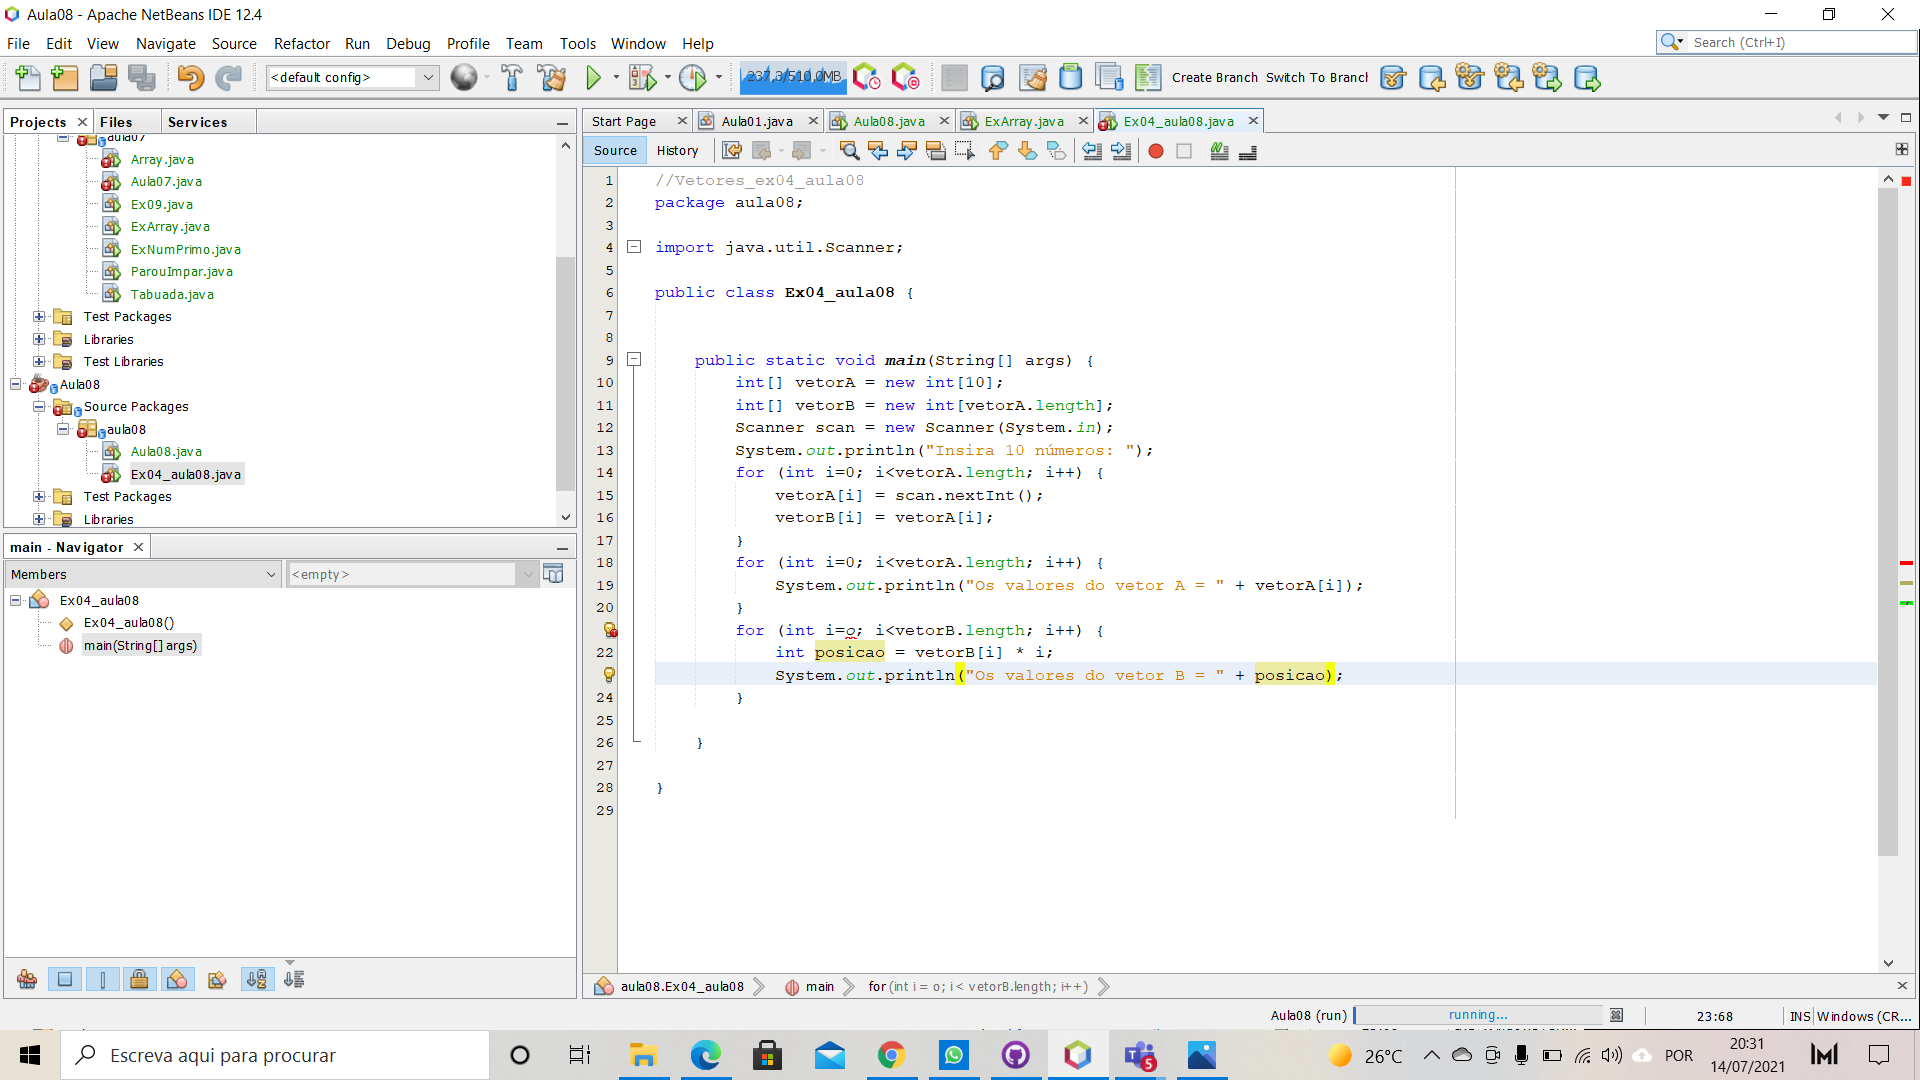 Aula08 - Apache NetBeans IDE 12.4
File Edit View Navigate Source Refactor Run Debug Profile Team Tools Window Help
Search (Ctrl+I)
<default config>
237,3/510,0MB
Create Branch Switch To Branch
Projects Files Services
aula07
Array.java
Aula07.java
Ex09.java
ExArray.java
ExNumPrimo.java
ParouImpar.java
Tabuada.java
Test Packages
Libraries
Test Libraries
Aula08
Source Packages
aula08
Aula08.java
Ex04_aula08.java
Test Packages
Libraries
main - Navigator
Members
<empty>
Ex04_aula08
Ex04_aula08()
main(String[] args)
Start Page Aula01.java Aula08.java ExArray.java Ex04_aula08.java
Source History
1 //Vetores_ex04_aula08
2 package aula08;
3
4 import java.util.Scanner;
5
6 public class Ex04_aula08 {
7
8
9 public static void main(String[] args) {
10 int[] vetorA = new int[10];
11 int[] vetorB = new int[vetorA.length];
12 Scanner scan = new Scanner(System.in);
13 System.out.println("Insira 10 números: ");
14 for (int i=0; i<vetorA.length; i++) {
15 vetorA[i] = scan.nextInt();
16 vetorB[i] = vetorA[i];
17 }
18 for (int i=0; i<vetorA.length; i++) {
19 System.out.println("Os valores do vetor A = " + vetorA[i]);
20 }
for (int i=o; i<vetorB.length; i++) {
22 int posicao = vetorB[i] * i;
System.out.println("Os valores do vetor B = " + posicao);
24 }
25
26 }
27
28 }
29
aula08.Ex04_aula08 main for (int i = o; i < vetorB.length; i++)
Aula08 (run) running... 23:68 INS Windows (CR...
Escreva aqui para procurar
5
26°C
POR
20:31
14/07/2021